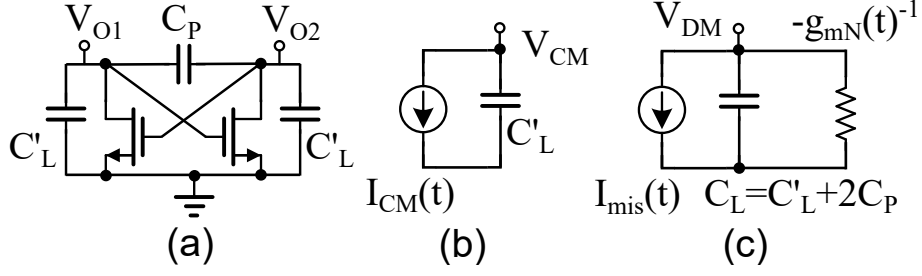 V_O1 C_P V_O2
C'_L C'_L
(a)
V_CM
C'_L
I_CM(t)
(b)
V_DM -g_mN(t)^-1
I_mis(t) C_L=C'_L+2C_P
(c)